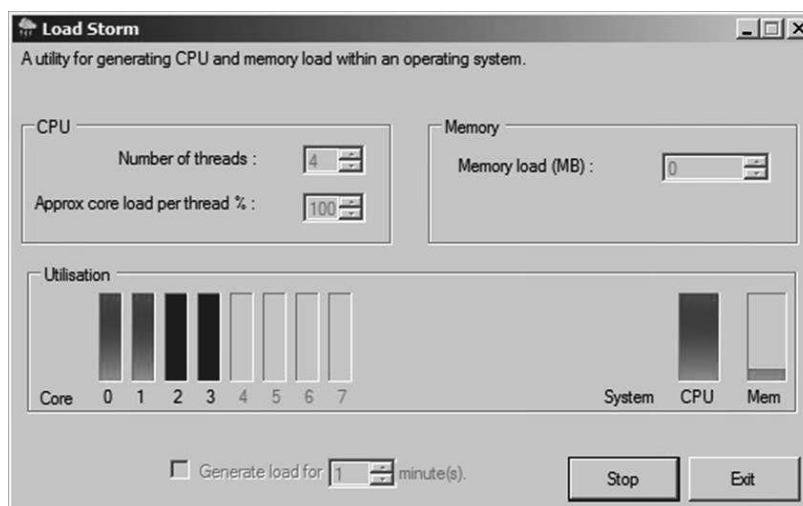 Load Storm
A utility for generating CPU and memory load within an operating system.
CPU
Number of threads : 4
Approx core load per thread % : 100
Memory
Memory load (MB) : 0
Utilisation
Core 0 1 2 3 4 5 6 7
System CPU Mem
Generate load for 1 minute(s).
Stop
Exit